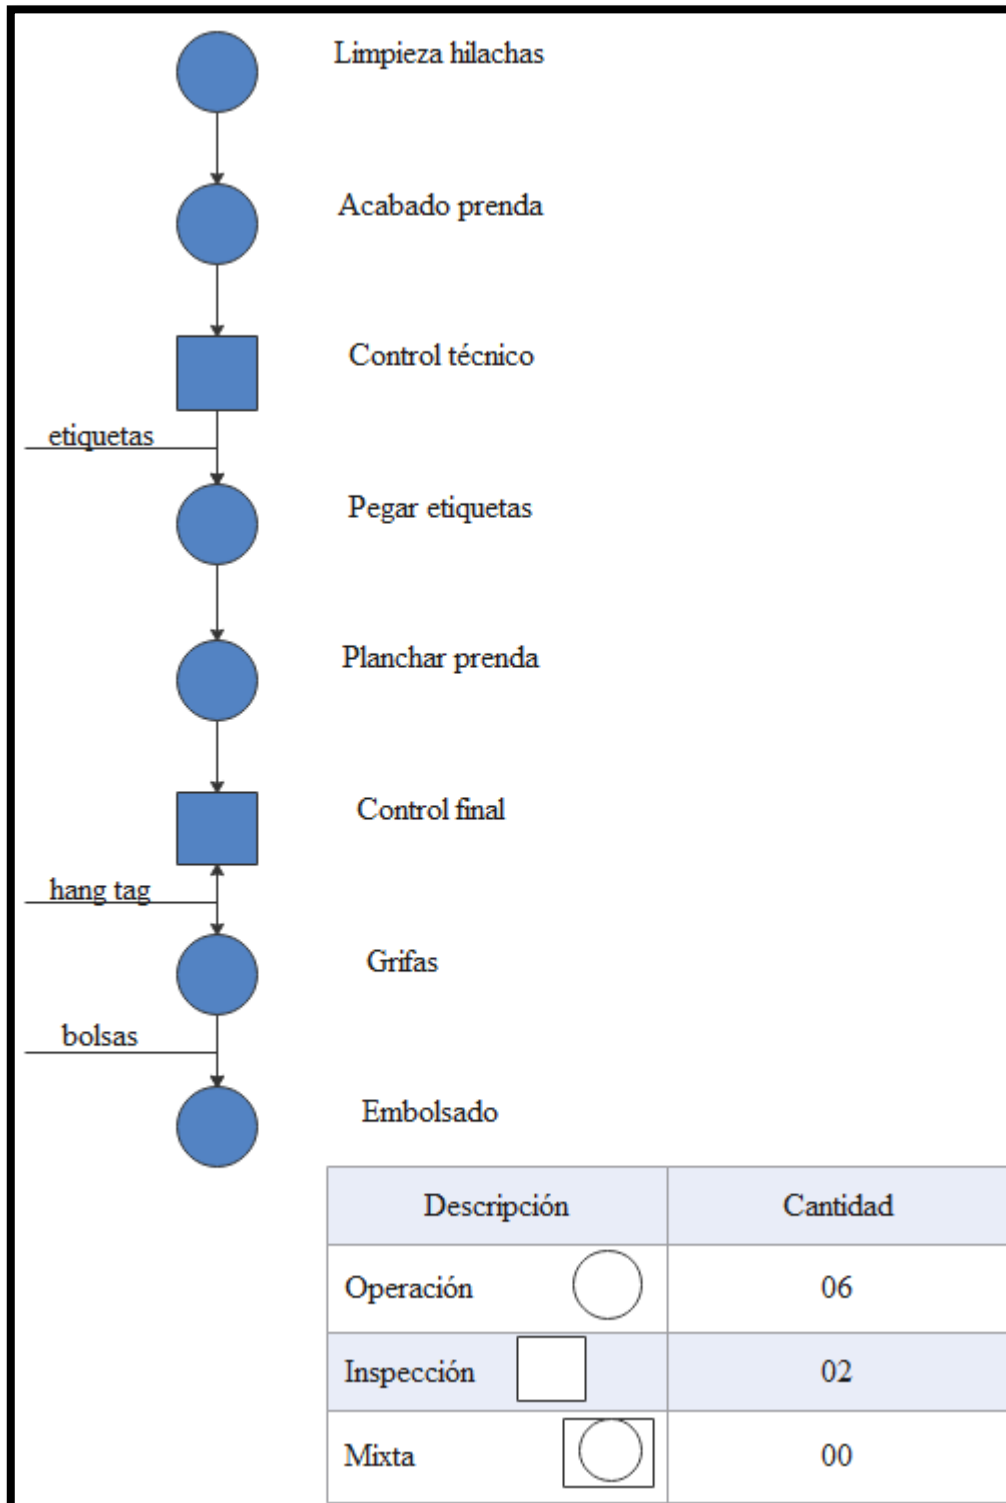 Limpieza hilachas
Acabado prenda
Control técnico
etiquetas
Pegar etiquetas
Planchar prenda
Control final
hang tag
Grifas
bolsas
Embolsado
Descripción Cantidad
Operación 06
Inspección 02
Mixta 00